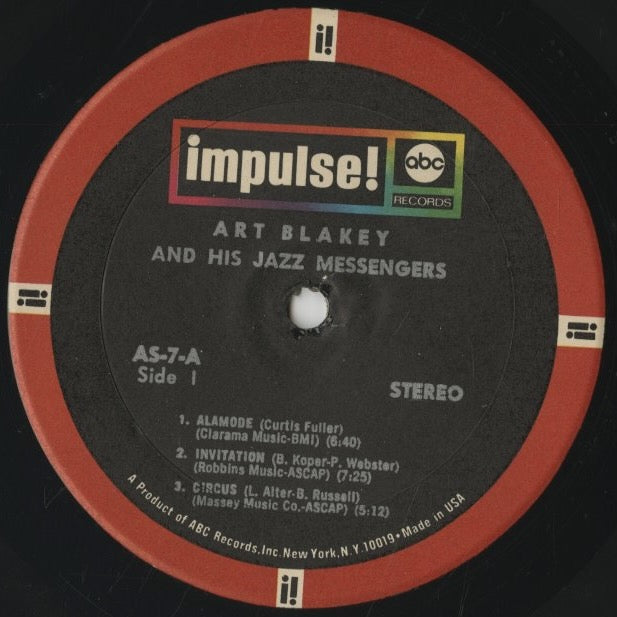 i!
impulse!
abc
RECORDS
ART BLAKEY
AND HIS JAZZ MESSENGERS
i!
i!
AS-7-A
Side 1
STEREO
1. ALAMODE (Curtis Fuller)
(Clarama Music-BMI) (6:40)
2. INVITATION (B. Koper-P. Webster)
(Robbins Music-ASCAP) (7:25)
3. CIRCUS (L. Alter-B. Russell)
(Massey Music Co.-ASCAP) (5:12)
A Product of ABC Records, Inc. New York, N.Y. 10019 • Made in USA
i!